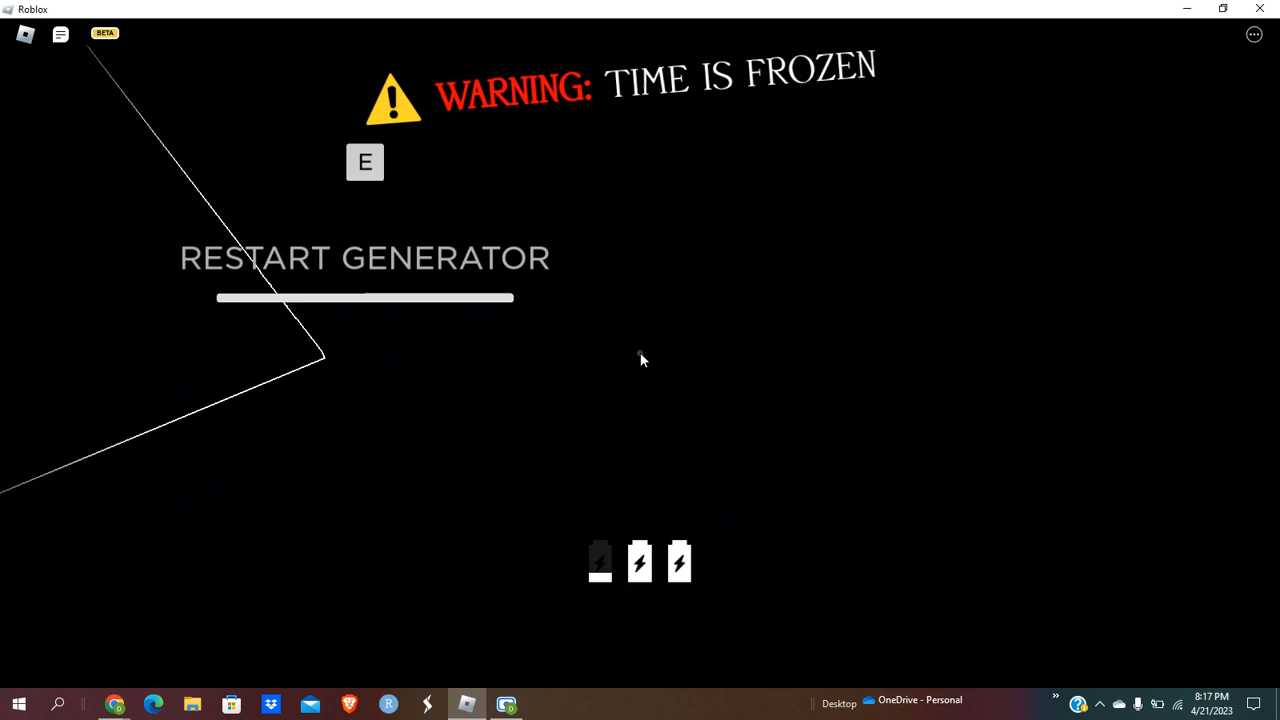 Roblox
BETA
WARNING: TIME IS FROZEN
E
RESTART GENERATOR
Desktop
OneDrive - Personal
8:17 PM
4/21/2023